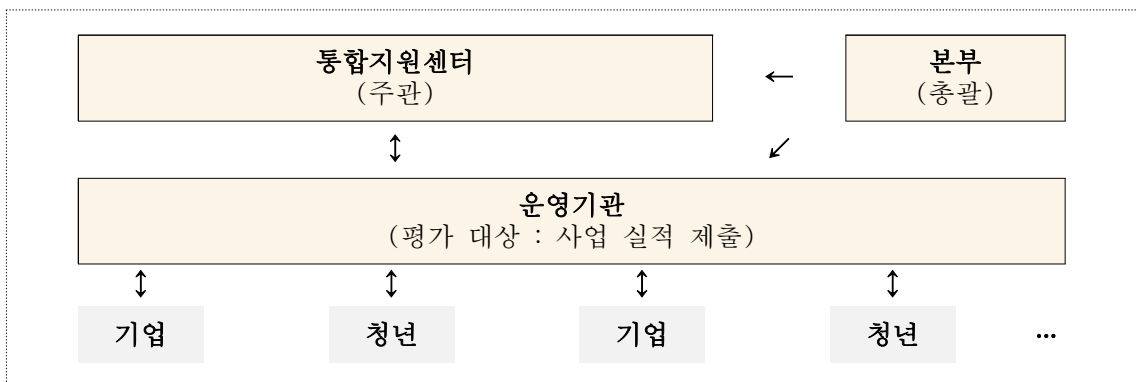 통합지원센터
(주관)
본부
(총괄)
←
↕
↙
운영기관
(평가 대상 : 사업 실적 제출)
↕ ↕ ↕ ↕
기업 청년 기업 청년 …